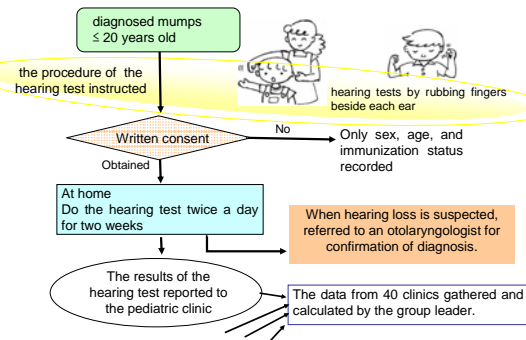 diagnosed mumps
≤ 20 years old
the procedure of the
hearing test instructed
hearing tests by rubbing fingers
beside each ear
Written consent
No
Only sex, age, and
immunization status
recorded
Obtained
At home
Do the hearing test twice a day
for two weeks
When hearing loss is suspected,
referred to an otolaryngologist for
confirmation of diagnosis.
The results of the
hearing test reported to
the pediatric clinic
The data from 40 clinics gathered and
calculated by the group leader.